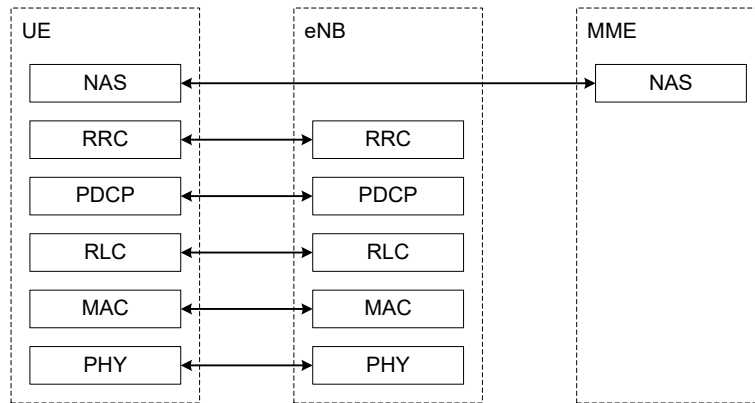 UE
eNB
MME
NAS
NAS
RRC
RRC
PDCP
PDCP
RLC
RLC
MAC
MAC
PHY
PHY